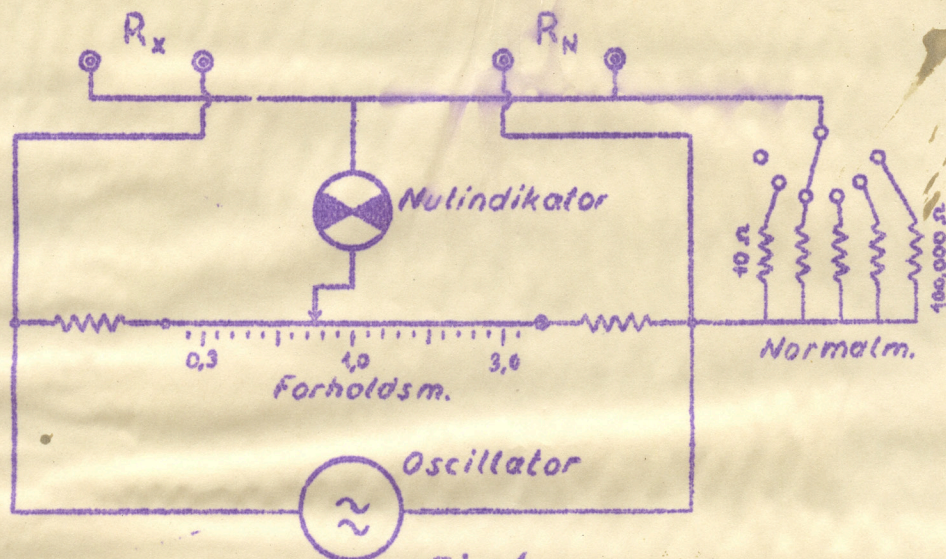 Rx RN
Nulindikator
10 Ω
100.000 Ω
0,3 1,0 3,0
Normalm.
Forholdsm.
Oscillator